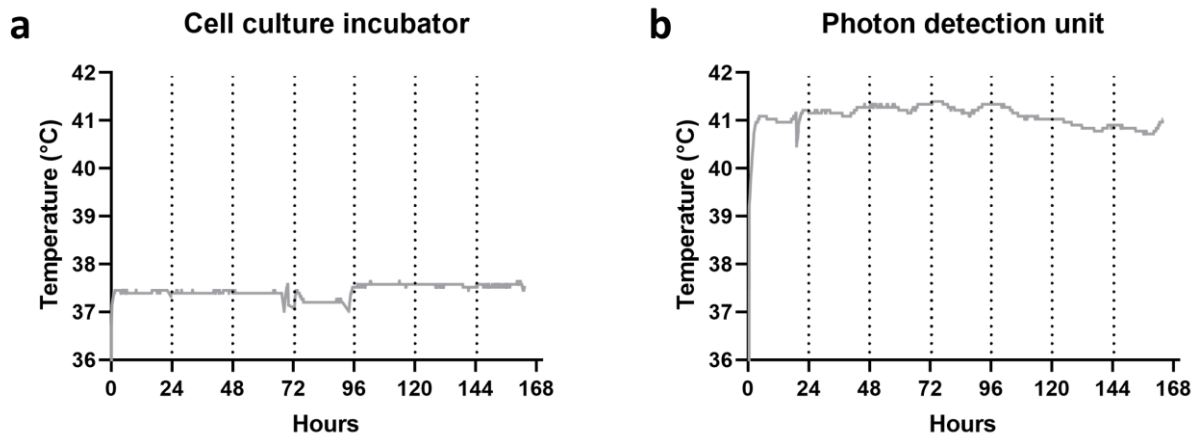 a
Cell culture incubator
42
41
40
39
38
37
36
Temperature (°C)
0 24 48 72 96 120 144 168
Hours
b
Photon detection unit
42
41
40
39
38
37
36
Temperature (°C)
0 24 48 72 96 120 144 168
Hours